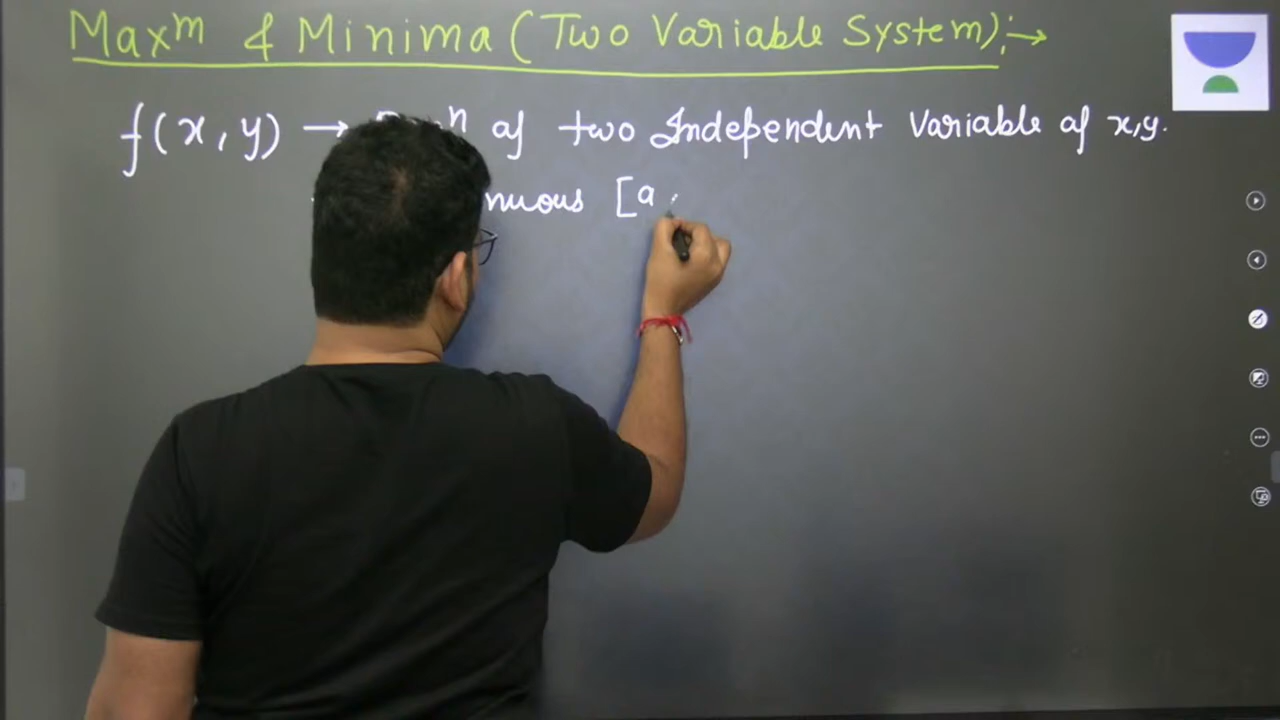 Maxᵐ & Minima (Two Variable System):→
f(x,y) → of two Independent Variable of x,y.
nuous [a,